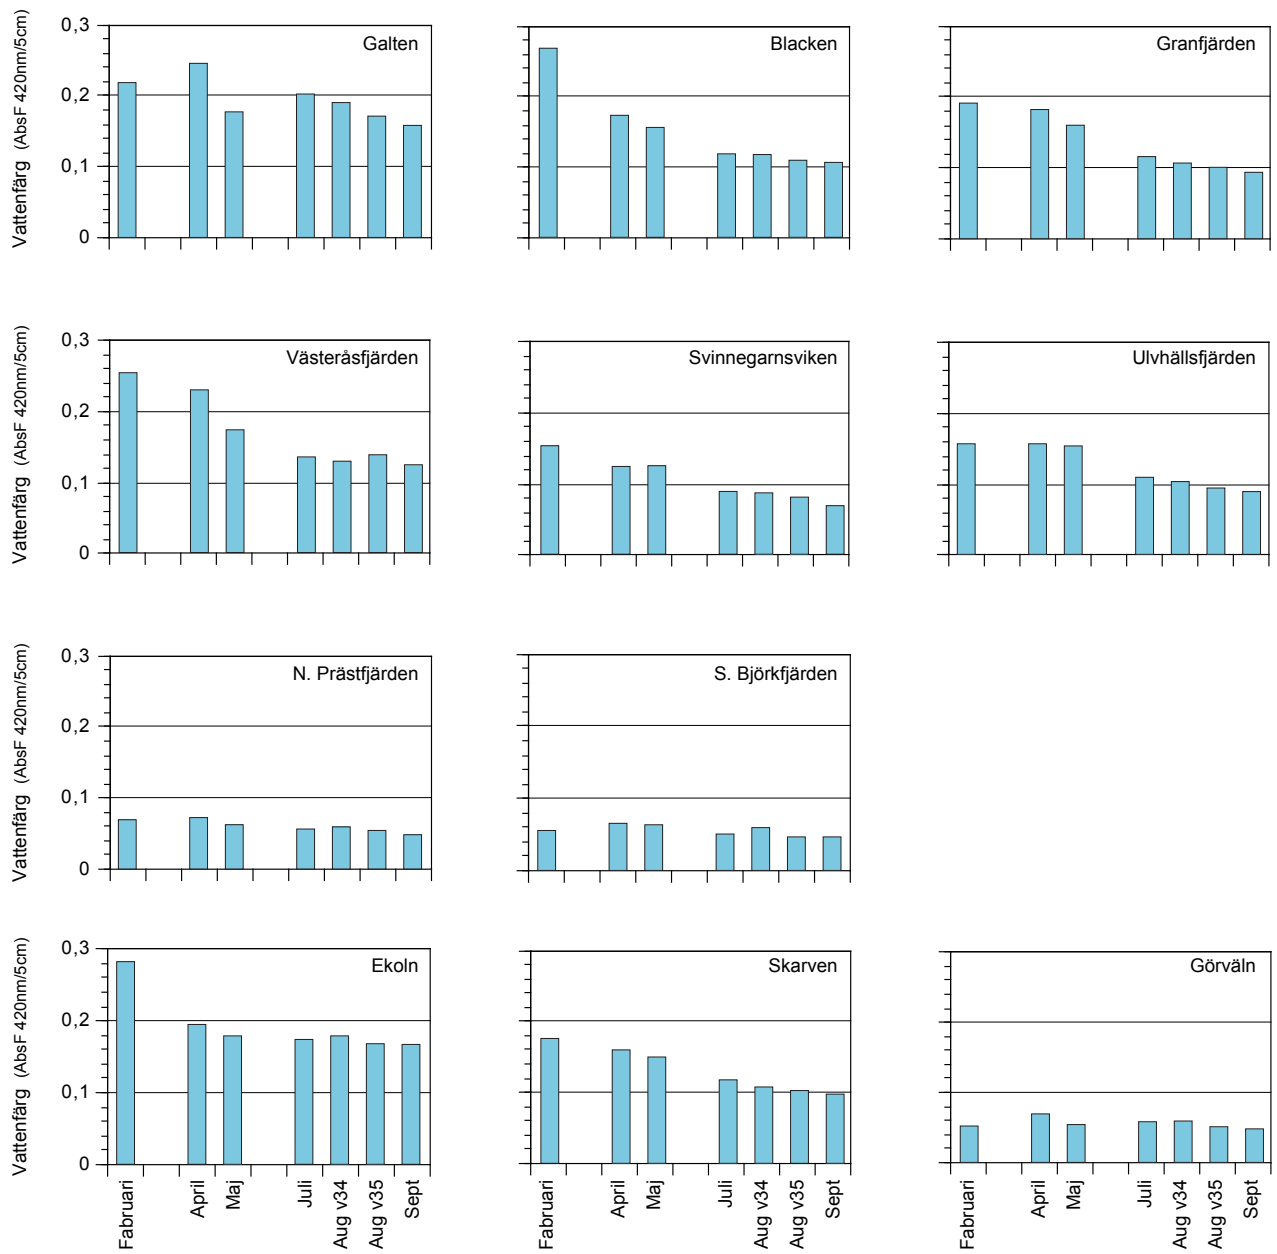 Vattenfärg (AbsF 420nm/5cm)
0,3
0,2
0,1
0
Galten
Blacken
Granfjärden
Vattenfärg (AbsF 420nm/5cm)
0,3
0,2
0,1
0
Västeråsfjärden
Svinnegarnsviken
Ulvhällsfjärden
Vattenfärg (AbsF 420nm/5cm)
0,3
0,2
0,1
0
N. Prästfjärden
S. Björkfjärden
Vattenfärg (AbsF 420nm/5cm)
0,3
0,2
0,1
0
Ekoln
Skarven
Görväln
Fabruari
April
Maj
Juli
Aug v34
Aug v35
Sept
Fabruari
April
Maj
Juli
Aug v34
Aug v35
Sept
Fabruari
April
Maj
Juli
Aug v34
Aug v35
Sept